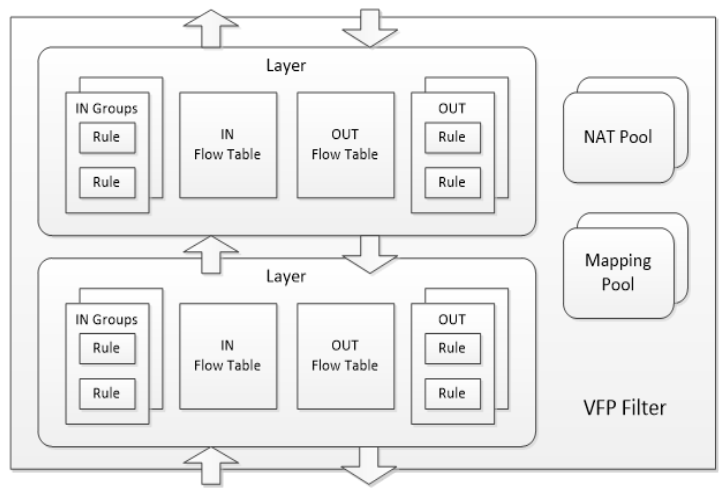 Layer
IN Groups
Rule
Rule
IN
Flow Table
OUT
Flow Table
OUT
Rule
Rule
NAT Pool
Layer
IN Groups
Rule
Rule
IN
Flow Table
OUT
Flow Table
OUT
Rule
Rule
Mapping
Pool
VFP Filter